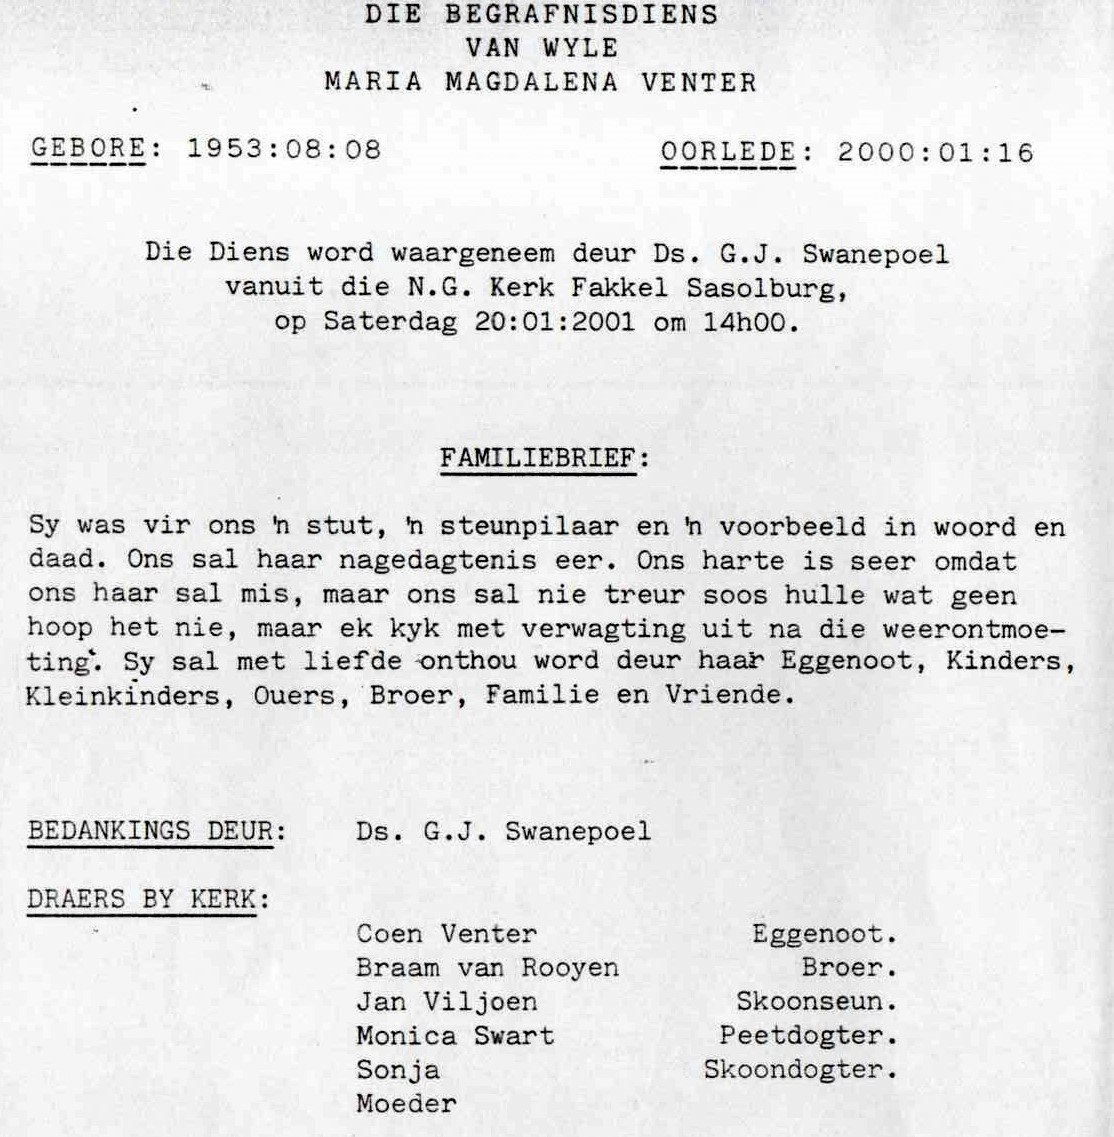 DIE BEGRAFNISDIENS
VAN WYLE
MARIA MAGDALENA VENTER
GEBORE: 1953:08:08 OORLEDE: 2000:01:16
Die Diens word waargeneem deur Ds. G.J. Swanepoel
vanuit die N.G. Kerk Fakkel Sasolburg,
op Saterdag 20:01:2001 om 14h00.
FAMILIEBRIEF:
Sy was vir ons 'n stut, 'n steunpilaar en 'n voorbeeld in woord en
daad. Ons sal haar nagedagtenis eer. Ons harte is seer omdat
ons haar sal mis, maar ons sal nie treur soos hulle wat geen
hoop het nie, maar ek kyk met verwagting uit na die weerontmoe-
ting. Sy sal met liefde onthou word deur haar Eggenoot, Kinders,
Kleinkinders, Ouers, Broer, Familie en Vriende.
BEDANKINGS DEUR: Ds. G.J. Swanepoel
DRAERS BY KERK:
Coen Venter Eggenoot.
Braam van Rooyen Broer.
Jan Viljoen Skoonseun.
Monica Swart Peetdogter.
Sonja Skoondogter.
Moeder